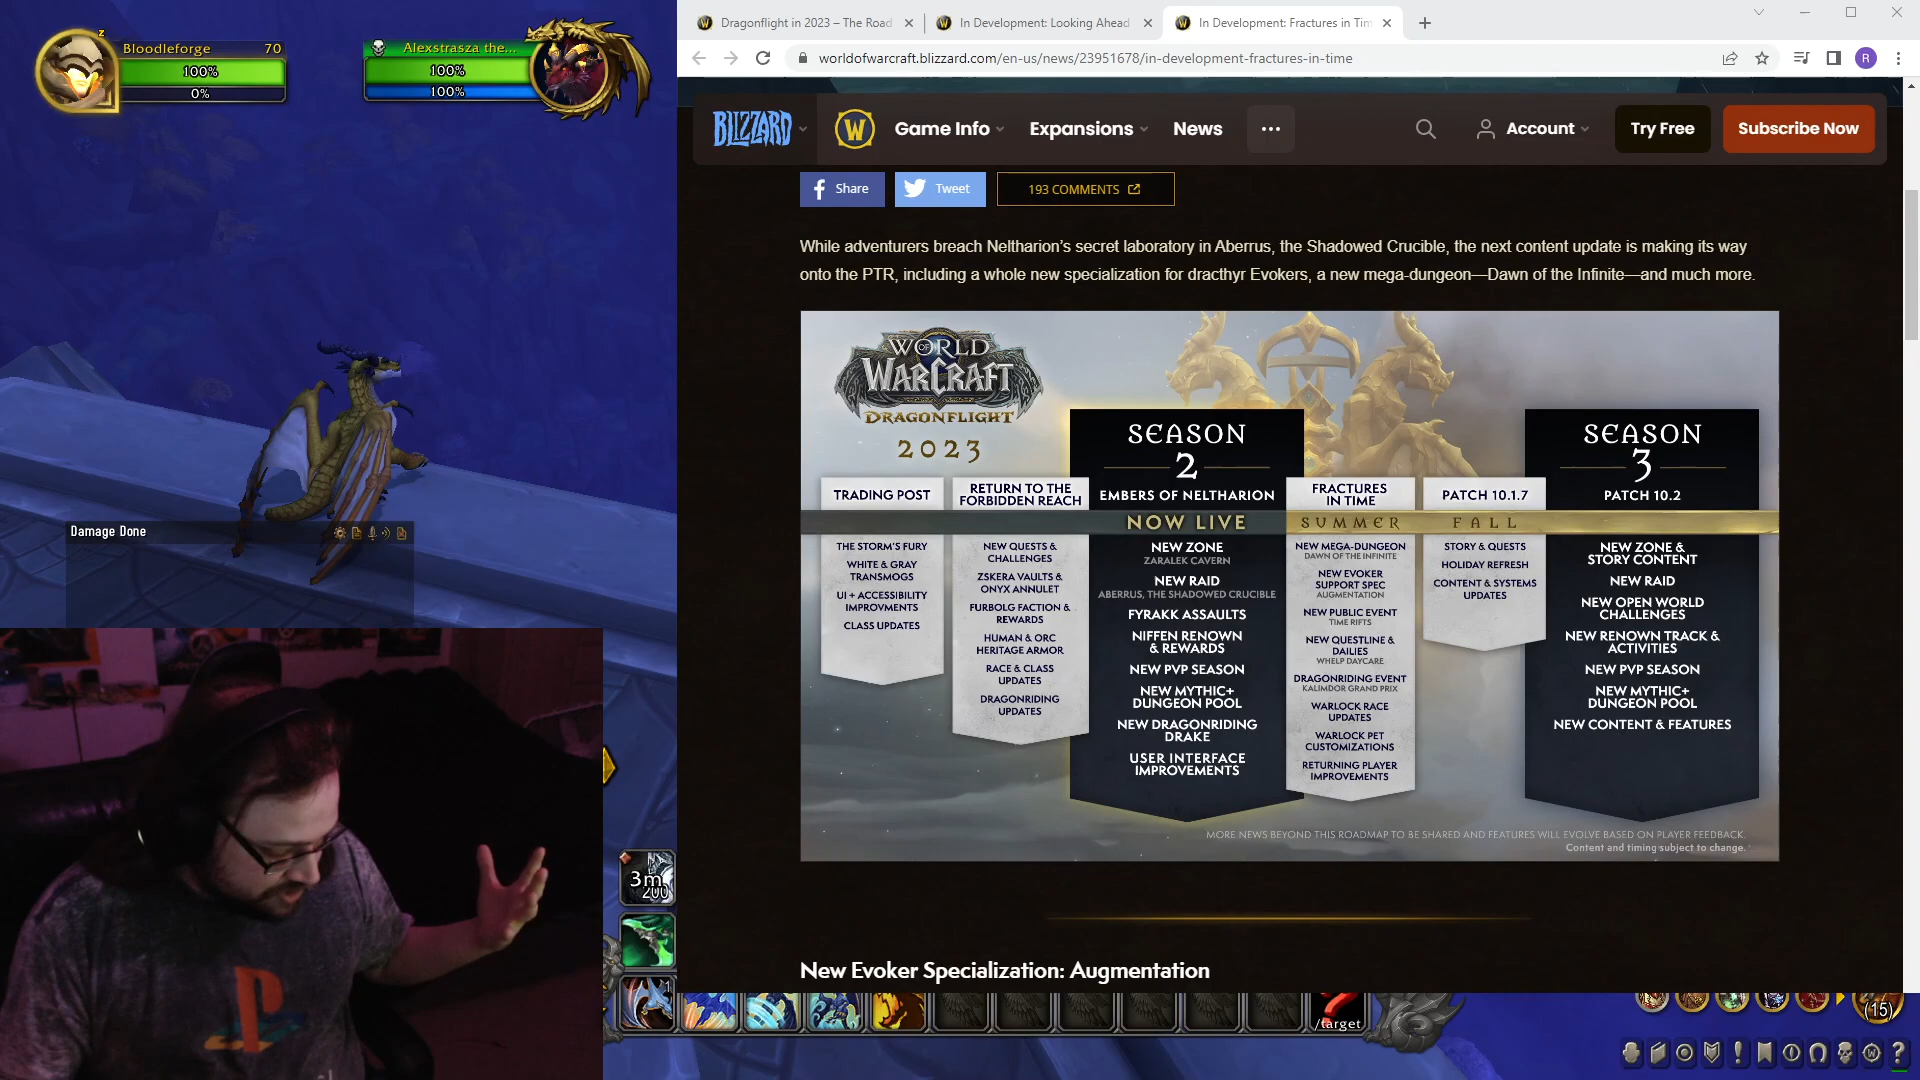 Bloodleforge 70
100%
0%
Alexstrasza the...
100%
100%
Dragonflight in 2023 – The Road
In Development: Looking Ahead
In Development: Fractures in Tim
worldofwarcraft.blizzard.com/en-us/news/23951678/in-development-fractures-in-time
R
BLIZZARD
W
Game Info
Expansions
News
Account
Try Free
Subscribe Now
Share
Tweet
193 COMMENTS
While adventurers breach Neltharion's secret laboratory in Aberrus, the Shadowed Crucible, the next content update is making its way
onto the PTR, including a whole new specialization for dracthyr Evokers, a new mega-dungeon—Dawn of the Infinite—and much more.
WORLD
OF
WARCRAFT
DRAGONFLIGHT
2023
TRADING POST
THE STORM'S FURY
WHITE & GRAY
TRANSMOGS
UI + ACCESSIBILITY
IMPROVMENTS
CLASS UPDATES
RETURN TO THE
FORBIDDEN REACH
NEW QUESTS &
CHALLENGES
ZSKERA VAULTS &
ONYX ANNULET
FURBOLG FACTION &
REWARDS
HUMAN & ORC
HERITAGE ARMOR
RACE & CLASS
UPDATES
DRAGONRIDING
UPDATES
SEASON
2
EMBERS OF NELTHARION
NOW LIVE
NEW ZONE
ZARALEK CAVERN
NEW RAID
ABERRUS, THE SHADOWED CRUCIBLE
FYRAKK ASSAULTS
NIFFEN RENOWN
& REWARDS
NEW PVP SEASON
NEW MYTHIC+
DUNGEON POOL
NEW DRAGONRIDING
DRAKE
USER INTERFACE
IMPROVEMENTS
FRACTURES
IN TIME
SUMMER
NEW MEGA-DUNGEON
DAWN OF THE INFINITE
NEW EVOKER
SUPPORT SPEC
AUGMENTATION
NEW PUBLIC EVENT
TIME RIFTS
NEW QUESTLINE &
DAILIES
WHELP DAYCARE
DRAGONRIDING EVENT
KALIMDOR GRAND PRIX
WARLOCK RACE
UPDATES
WARLOCK PET
CUSTOMIZATIONS
RETURNING PLAYER
IMPROVEMENTS
PATCH 10.1.7
FALL
STORY & QUESTS
HOLIDAY REFRESH
CONTENT & SYSTEMS
UPDATES
SEASON
3
PATCH 10.2
NEW ZONE &
STORY CONTENT
NEW RAID
NEW OPEN WORLD
CHALLENGES
NEW RENOWN TRACK &
ACTIVITIES
NEW PVP SEASON
NEW MYTHIC+
DUNGEON POOL
NEW CONTENT & FEATURES
MORE NEWS BEYOND THIS ROADMAP TO BE SHARED AND FEATURES WILL EVOLVE BASED ON PLAYER FEEDBACK.
Content and timing subject to change.
New Evoker Specialization: Augmentation
Damage Done
3m
200
1
/target
(15)